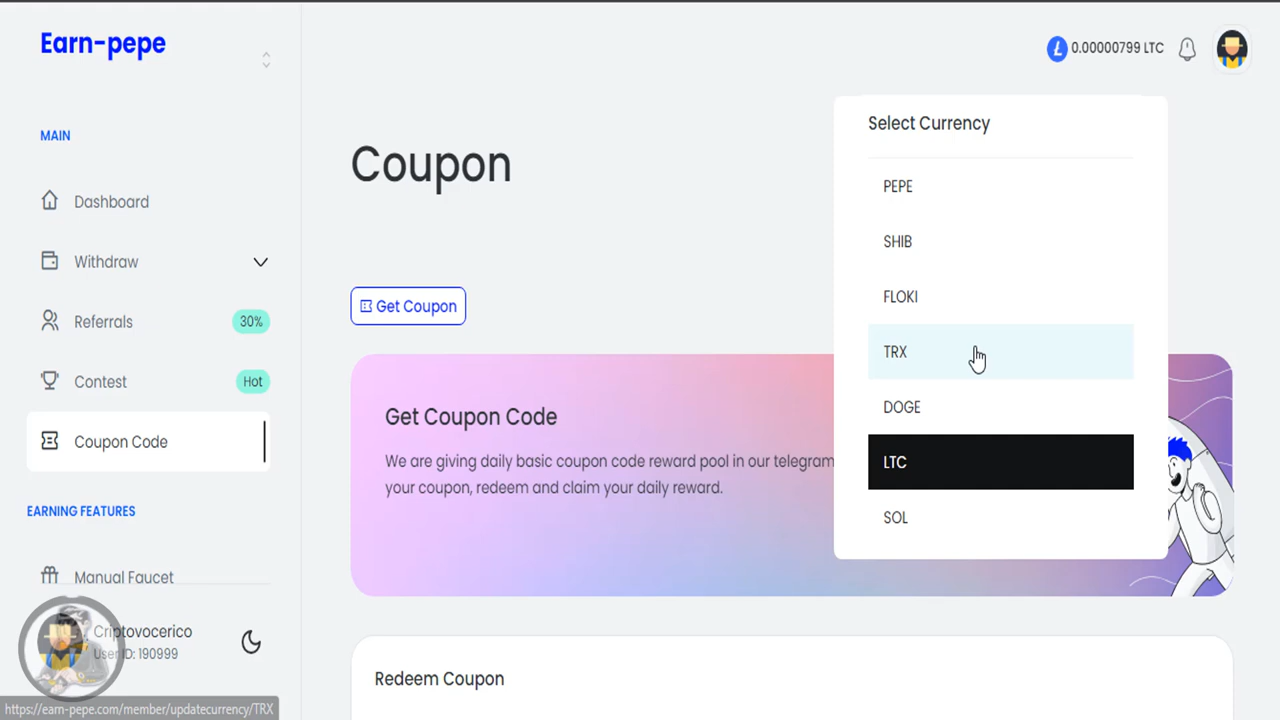 Earn-pepe
0.00000799 LTC
MAIN
Dashboard
Withdraw
Referrals
30%
Contest
Hot
Coupon Code
EARNING FEATURES
Manual Faucet
Criptovocerico
User ID: 190999
https://earn-pepe.com/member/updatecurrency/TRX
Coupon
Get Coupon
Get Coupon Code
We are giving daily basic coupon code reward pool in our telegram
your coupon, redeem and claim your daily reward.
Redeem Coupon
Select Currency
PEPE
SHIB
FLOKI
TRX
DOGE
LTC
SOL